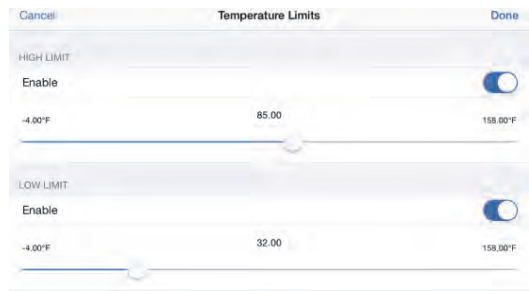 Cancel Temperature Limits Done
HIGH LIMIT
Enable
-4.00°F 85.00 158.00°F
LOW LIMIT
Enable
-4.00°F 32.00 158.00°F